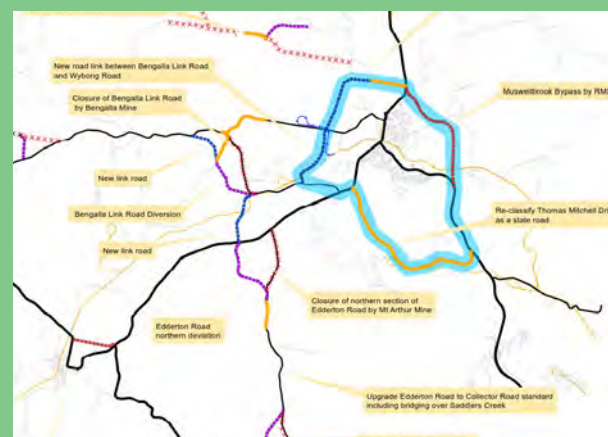 New road link between Bengalla Link Road
and Wybong Road
Closure of Bengalla Link Road
by Bengalla Mine
Muswellbrook Bypass by RMS
New link road
Bengalla Link Road Diversion
Re-classify Thomas Mitchell Dri
as a state road
New link road
Closure of northern section of
Edderton Road by Mt Arthur Mine
Edderton Road
northern deviation
Upgrade Edderton Road to Collector Road standard
including bridging over Saddlers Creek